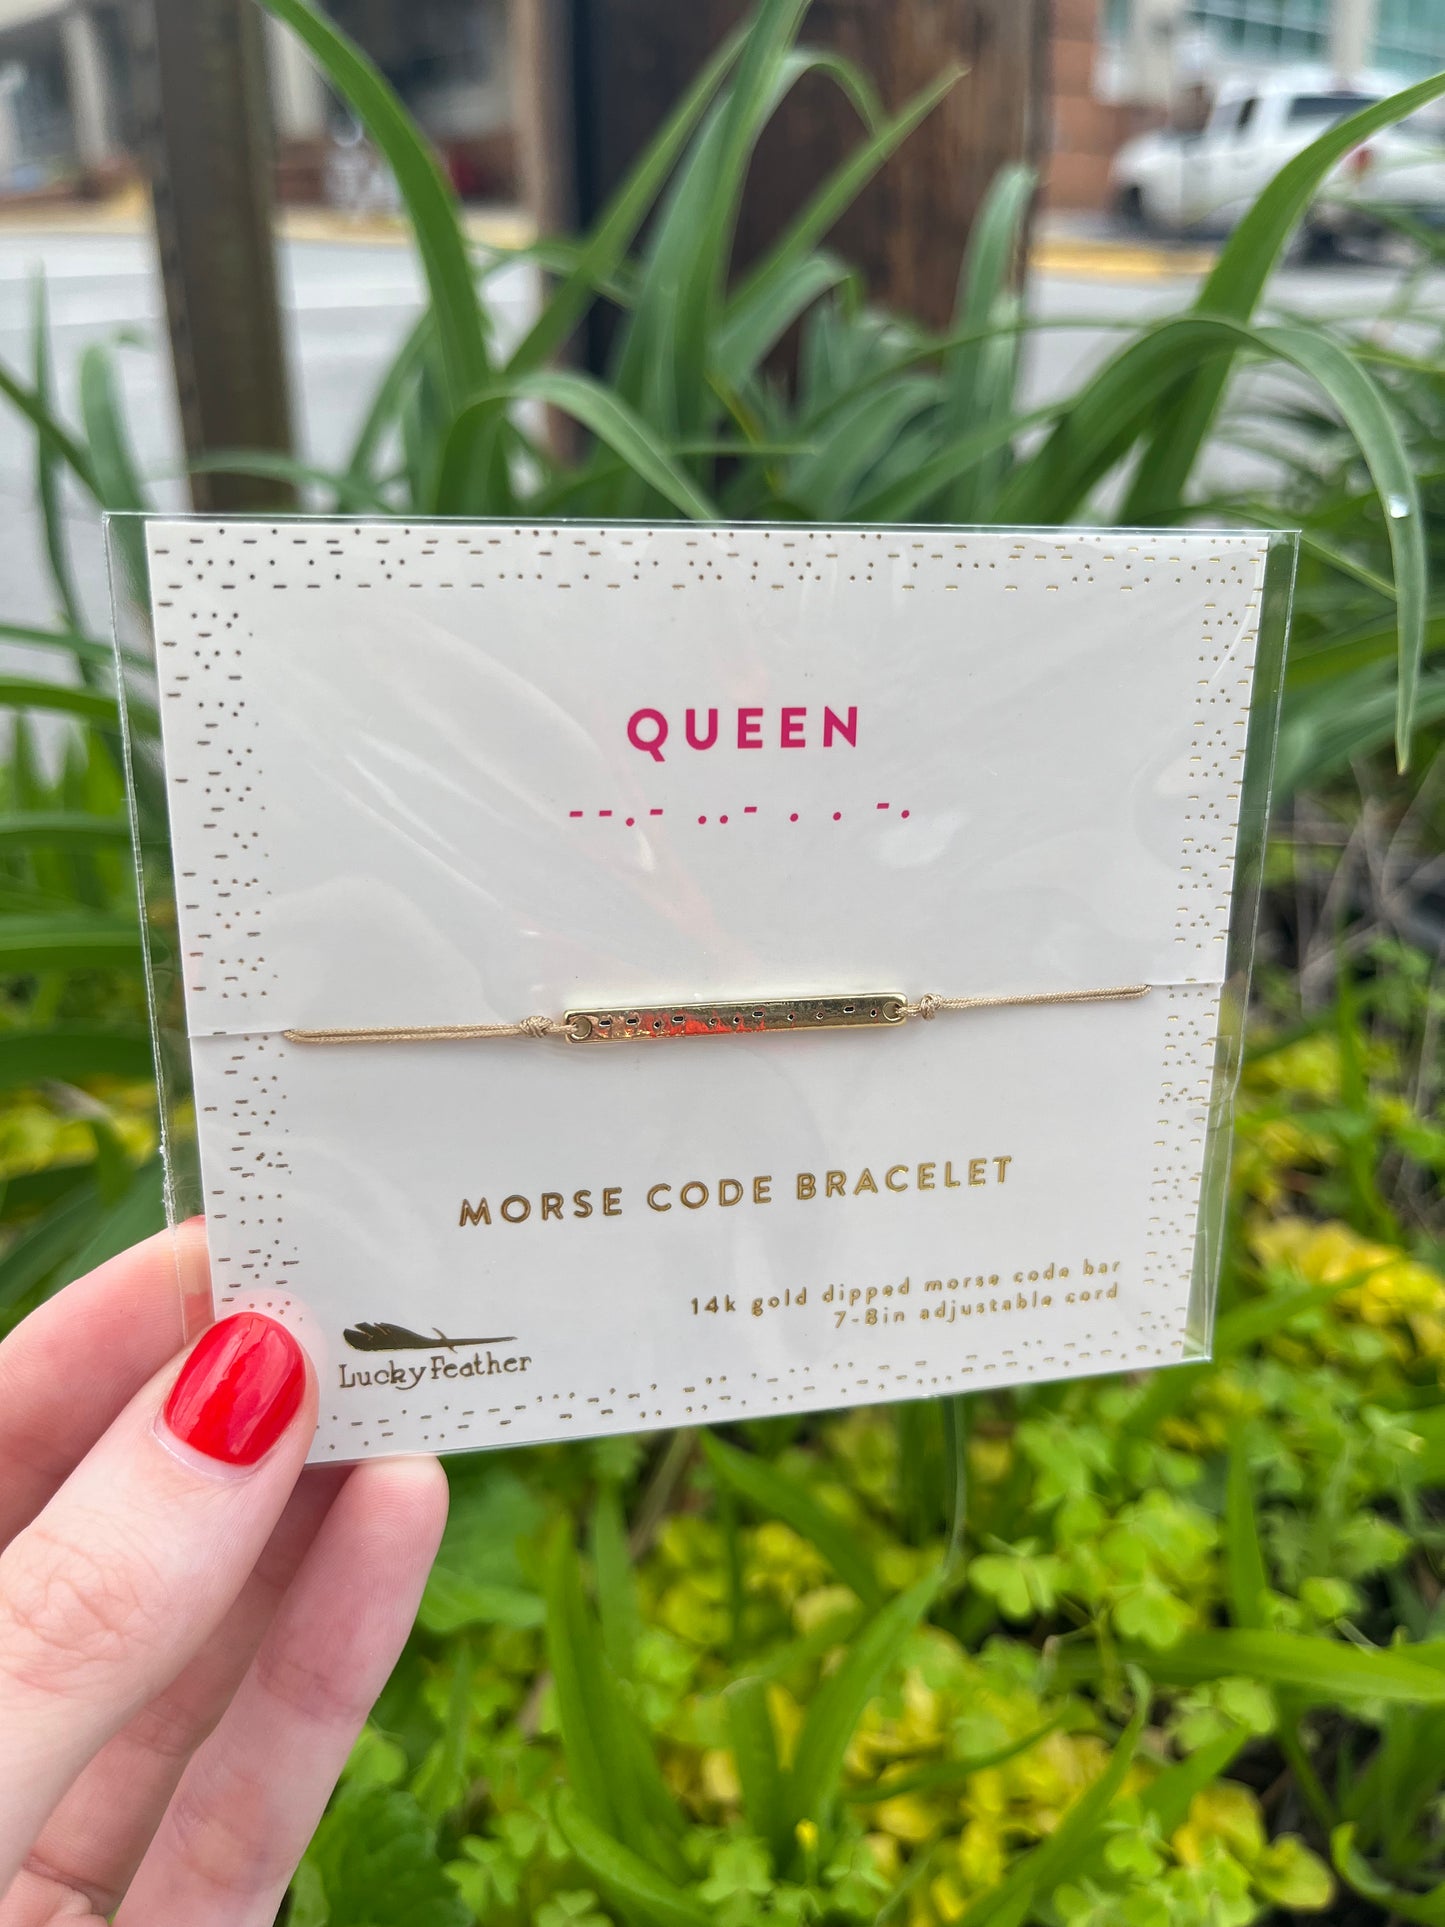 QUEEN
--.- ..- . . -.
MORSE CODE BRACELET
14k gold dipped morse code bar
7-8in adjustable cord
Lucky Feather